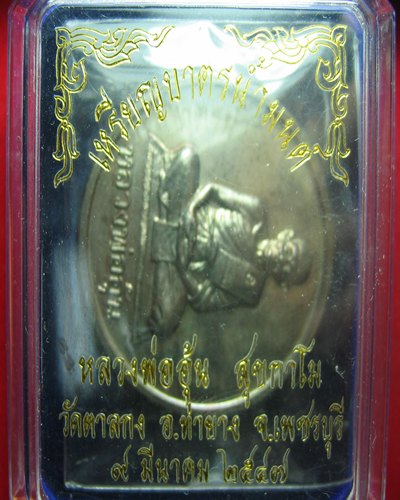 เหรียญบาตรน้ำมนต์
หลวงพ่ออุ้น สุขกาโม
วัดตาลกง อ.ท่ายาง จ.เพชรบุรี
๙ มีนาคม ๒๕๔๗